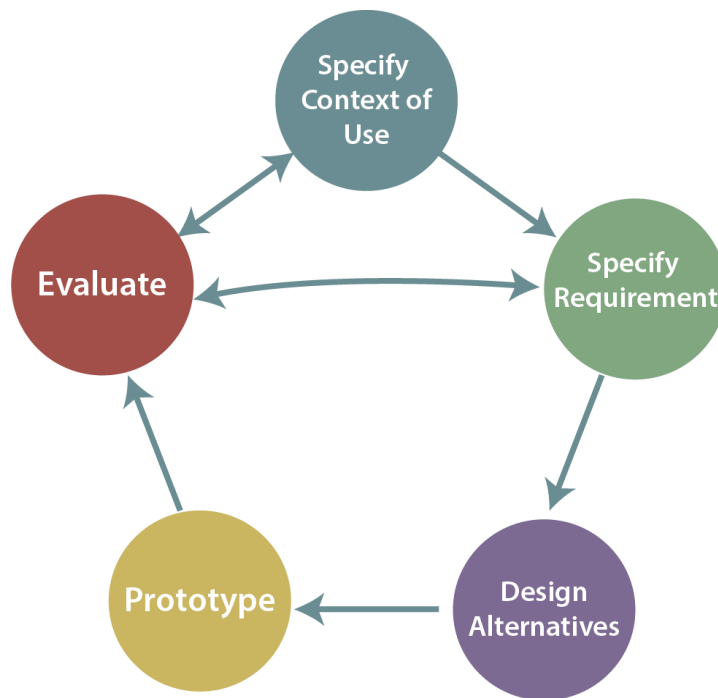 Specify
Context of
Use
Evaluate
Specify
Requirement
Prototype
Design
Alternatives